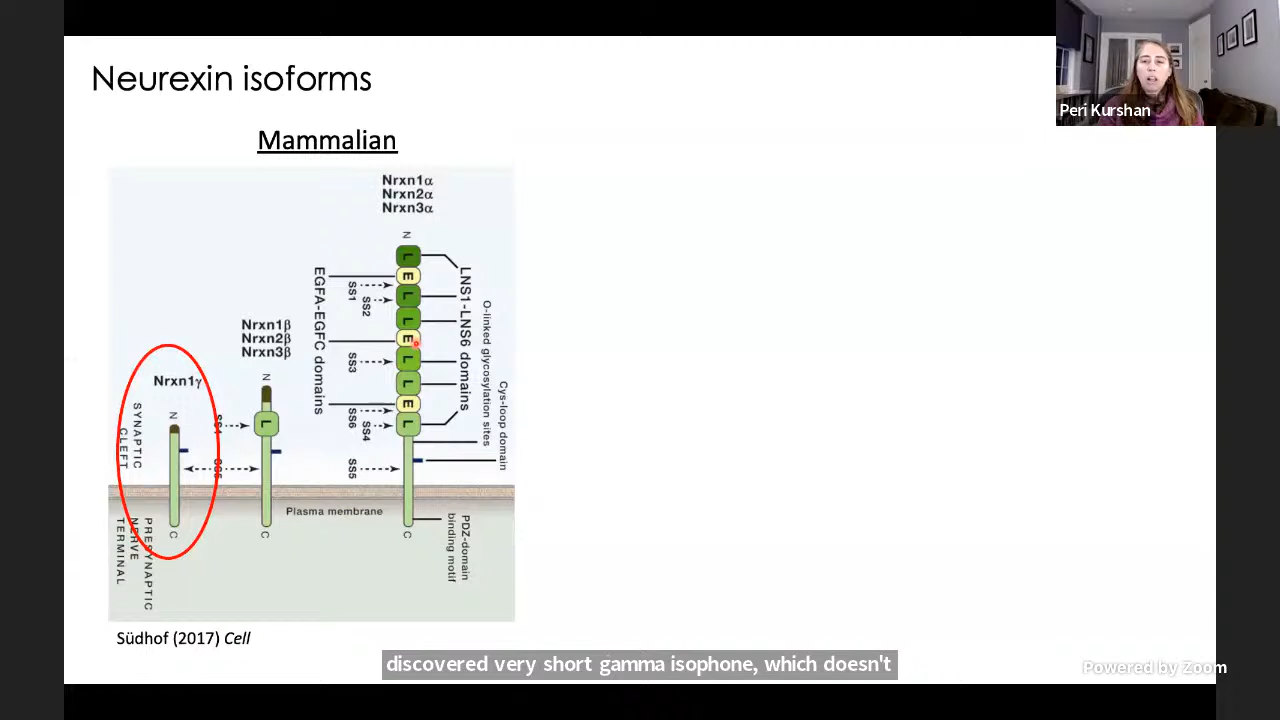 Neurexin isoforms
Peri Kurshan
Mammalian
Nrxn1α
Nrxn2α
Nrxn3α
N
L
E
L
L
E
L
L
E
L
C
EGFA-EGFC domains
SS1
SS2
SS3
SS6
SS4
SS5
LNS1-LNS6 domains
O-linked glycosylation sites
Cys-loop domain
PDZ-domain
binding motif
Nrxn1β
Nrxn2β
Nrxn3β
N
L
C
Nrxn1γ
N
C
SYNAPTIC
CLEFT
Plasma membrane
PRESYNAPTIC
NERVE
TERMINAL
Südhof (2017) Cell
discovered very short gamma isophone, which doesn't
Powered by Zoom